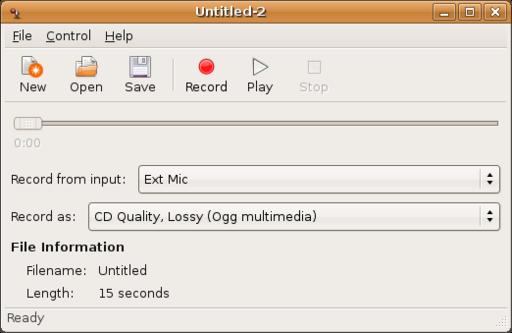 Untitled-2
File Control Help
New Open Save Record Play Stop
0:00
Record from input: Ext Mic
Record as: CD Quality, Lossy (Ogg multimedia)
File Information
Filename: Untitled
Length: 15 seconds
Ready